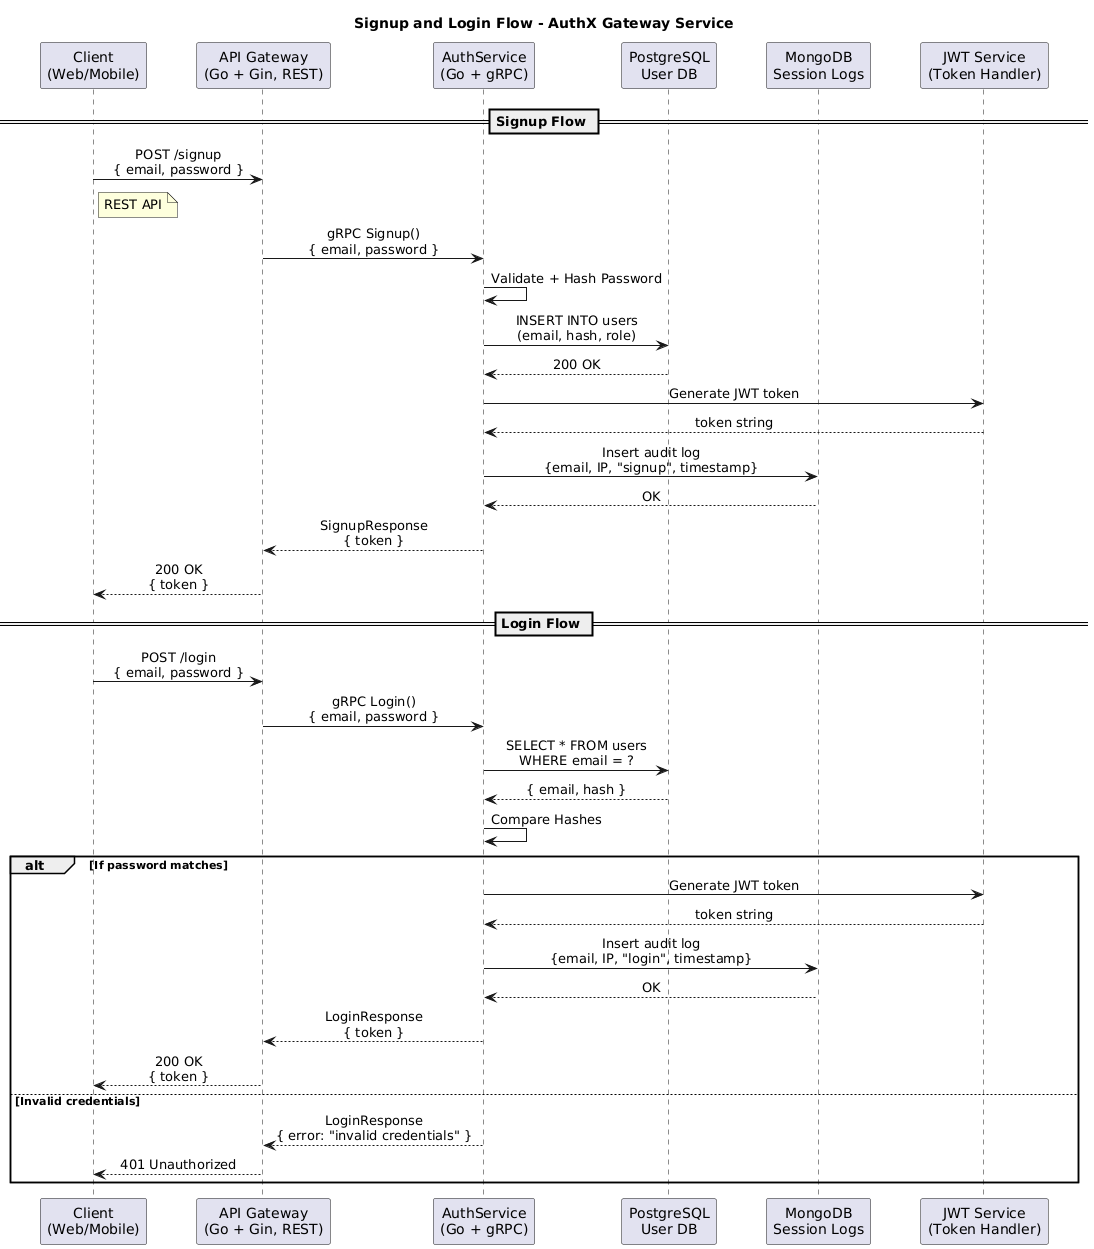 Signup and Login Flow - AuthX Gateway Service
Client
(Web/Mobile)
API Gateway
(Go + Gin, REST)
AuthService
(Go + gRPC)
PostgreSQL
User DB
MongoDB
Session Logs
JWT Service
(Token Handler)
Signup Flow
POST /signup
{ email, password }
REST API
gRPC Signup()
{ email, password }
Validate + Hash Password
INSERT INTO users
(email, hash, role)
200 OK
Generate JWT token
token string
Insert audit log
{email, IP, "signup", timestamp}
OK
SignupResponse
{ token }
200 OK
{ token }
Login Flow
POST /login
{ email, password }
gRPC Login()
{ email, password }
SELECT * FROM users
WHERE email = ?
{ email, hash }
Compare Hashes
alt [If password matches]
Generate JWT token
token string
Insert audit log
{email, IP, "login", timestamp}
OK
LoginResponse
{ token }
200 OK
{ token }
[Invalid credentials]
LoginResponse
{ error: "invalid credentials" }
401 Unauthorized
Client
(Web/Mobile)
API Gateway
(Go + Gin, REST)
AuthService
(Go + gRPC)
PostgreSQL
User DB
MongoDB
Session Logs
JWT Service
(Token Handler)